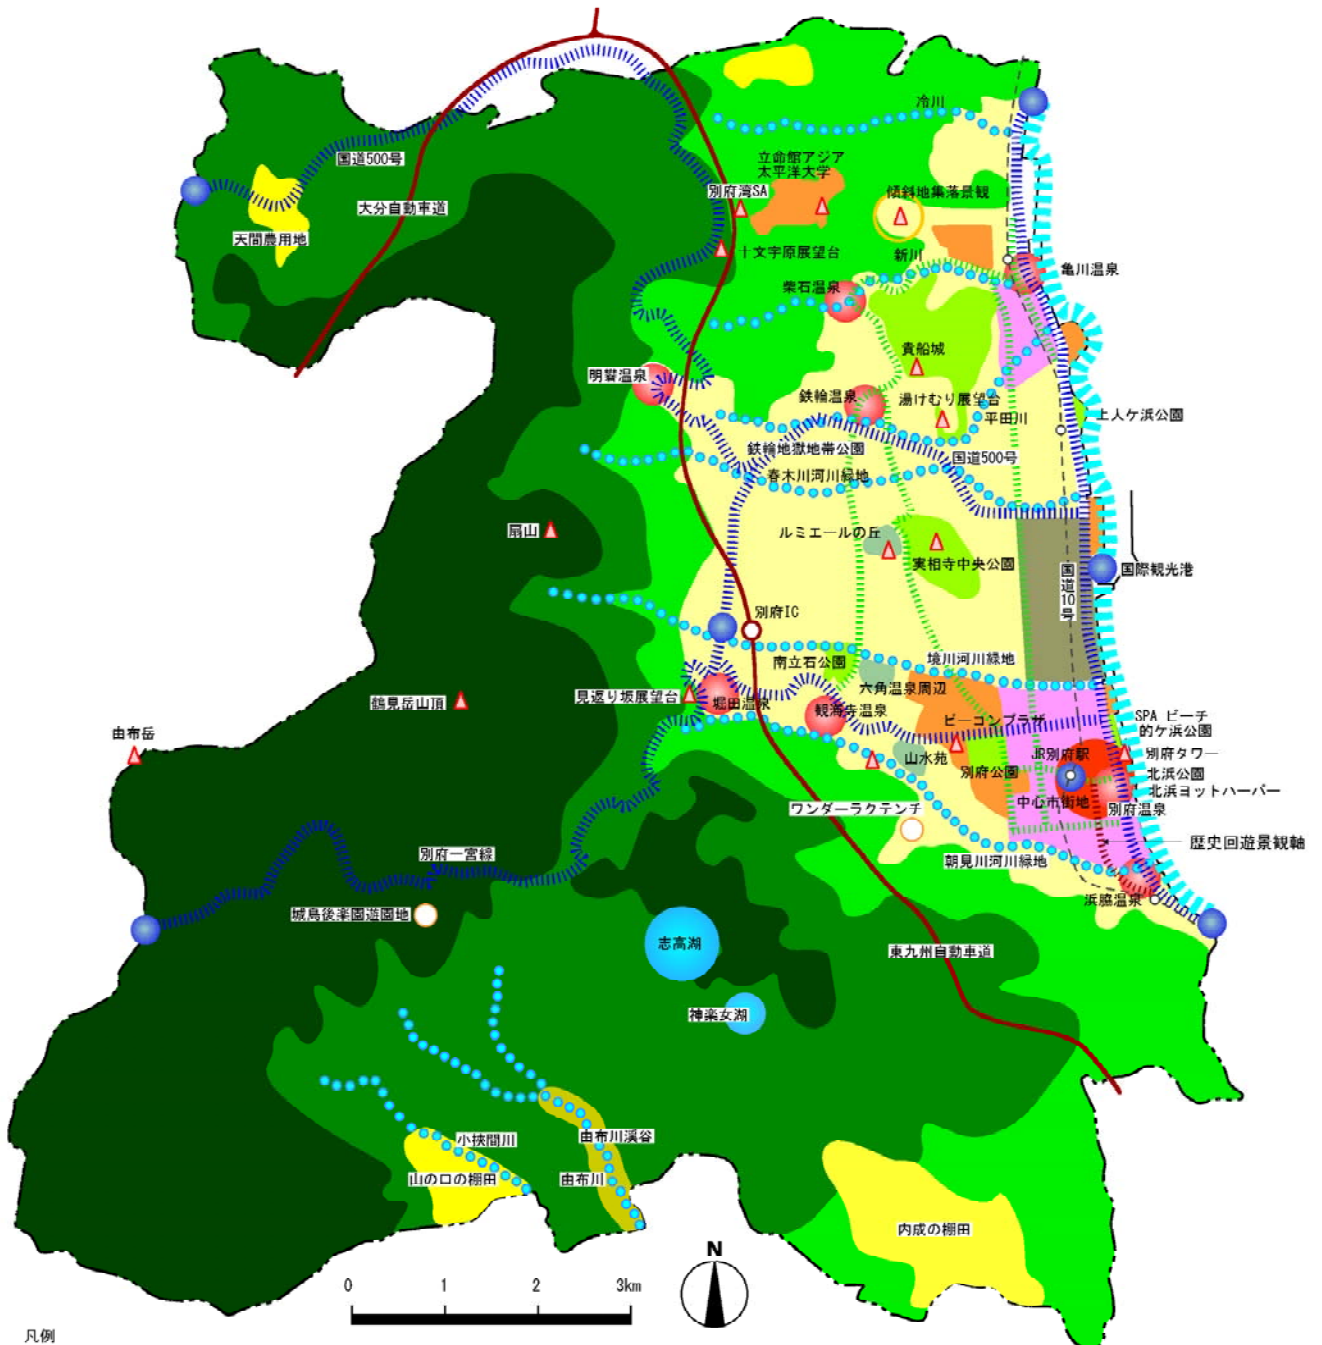 冷川
国道500号
立命館アジア
太平洋大学
別府湾SA
傾斜地集落景観
大分自動車道
天間農用地
十文字原展望台
新川
亀川温泉
柴石温泉
貴船城
明礬温泉
鉄輪温泉
湯けむり展望台
平田川
上人ケ浜公園
鉄輪地獄地帯公園
国道500号
春木川河川緑地
扇山
ルミエールの丘
実相寺中央公園
国道10号
国際観光港
別府IC
南立石公園
境川河川緑地
六角温泉周辺
見返り坂展望台
堀田温泉
鶴見岳山頂
観海寺温泉
ビーコンプラザ
SPA ビーチ
的ケ浜公園
由布岳
山水苑
JR別府駅
別府タワー
別府公園
北浜公園
北浜ヨットハーバー
中心市街地
別府温泉
ワンダーラクテンチ
歴史回遊景観軸
別府一宮線
朝見川河川緑地
浜脇温泉
城島後楽園遊園地
志高湖
東九州自動車道
神楽女湖
小挾間川
由布川渓谷
山の口の棚田
由布川
内成の棚田
N
0 1 2 3km
凡例